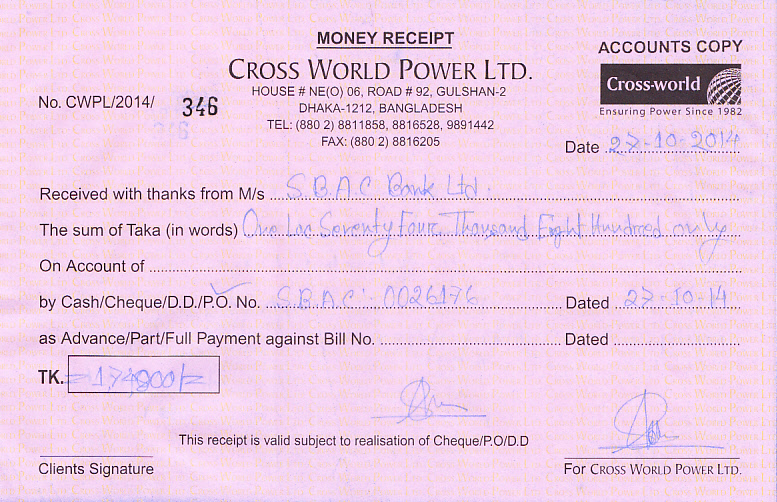 MONEY RECEIPT
ACCOUNTS COPY
CROSS WORLD POWER LTD.
Cross-world
Ensuring Power Since 1982
HOUSE # NE(O) 06, ROAD # 92, GULSHAN-2
DHAKA-1212, BANGLADESH
TEL: (880 2) 8811858, 8816528, 9891442
FAX: (880 2) 8816205
No. CWPL/2014/ 346
Date 27-10-2014
Received with thanks from M/s S.B.A.C Bank Ltd.
The sum of Taka (in words) One Lac Seventy Four Thousand Eight Hundred only
On Account of
by Cash/Cheque/D.D./P.O. No. S.B.A.C: 0026176 Dated 27-10-14
as Advance/Part/Full Payment against Bill No. Dated
TK. =1,74,800/=
This receipt is valid subject to realisation of Cheque/P.O/D.D
Clients Signature
For CROSS WORLD POWER LTD.